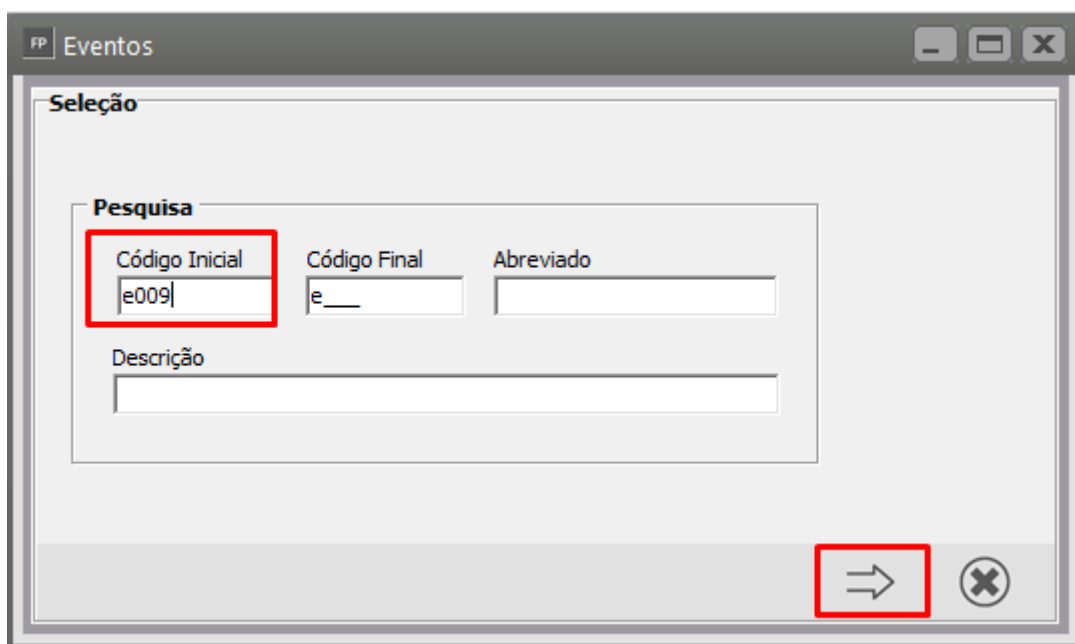 FP Eventos
Seleção
Pesquisa
Código Inicial Código Final Abreviado
e009 e___
Descrição